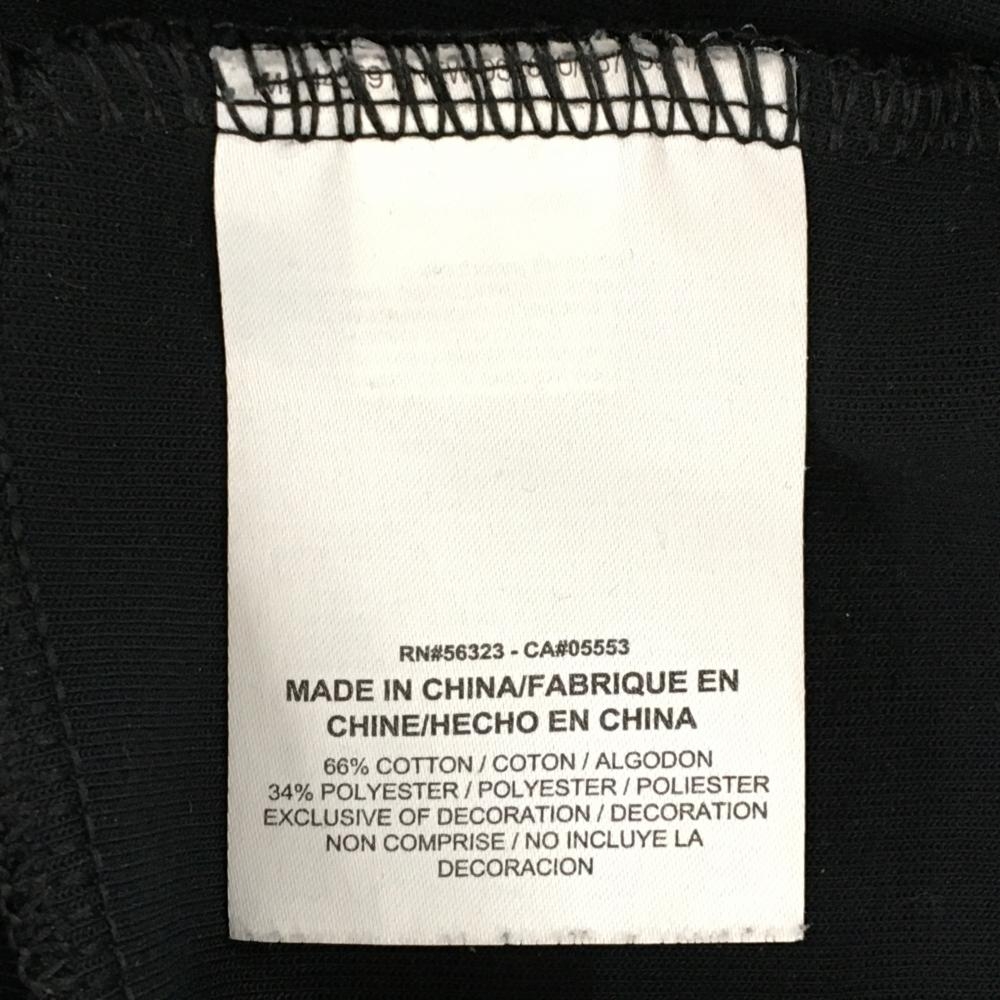 RN#56323 - CA#05553
MADE IN CHINA/FABRIQUE EN
CHINE/HECHO EN CHINA
66% COTTON / COTON / ALGODON
34% POLYESTER / POLYESTER / POLIESTER
EXCLUSIVE OF DECORATION / DECORATION
NON COMPRISE / NO INCLUYE LA
DECORACION